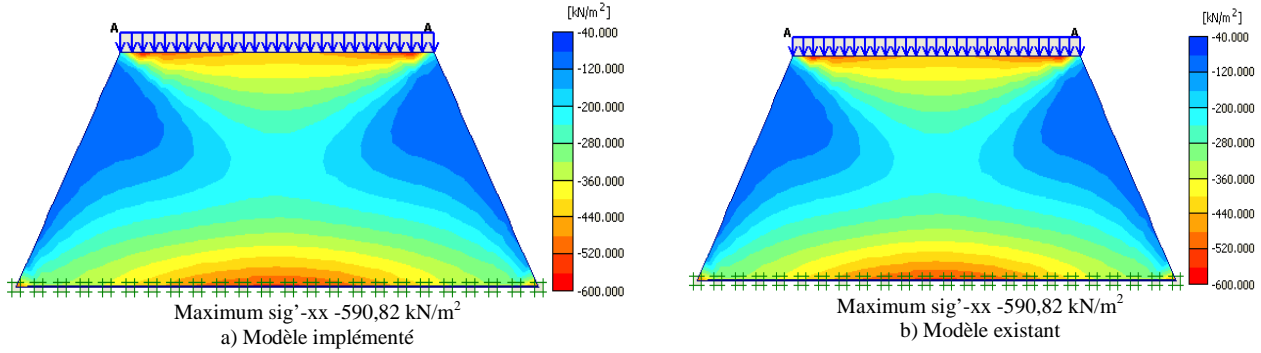 [kN/m²]
A A
-40.000
-120.000
-200.000
-280.000
-360.000
-440.000
-520.000
-600.000
Maximum sig’-xx -590,82 kN/m²
a) Modèle implémenté
[kN/m²]
A A
-40.000
-120.000
-200.000
-280.000
-360.000
-440.000
-520.000
-600.000
Maximum sig’-xx -590,82 kN/m²
b) Modèle existant